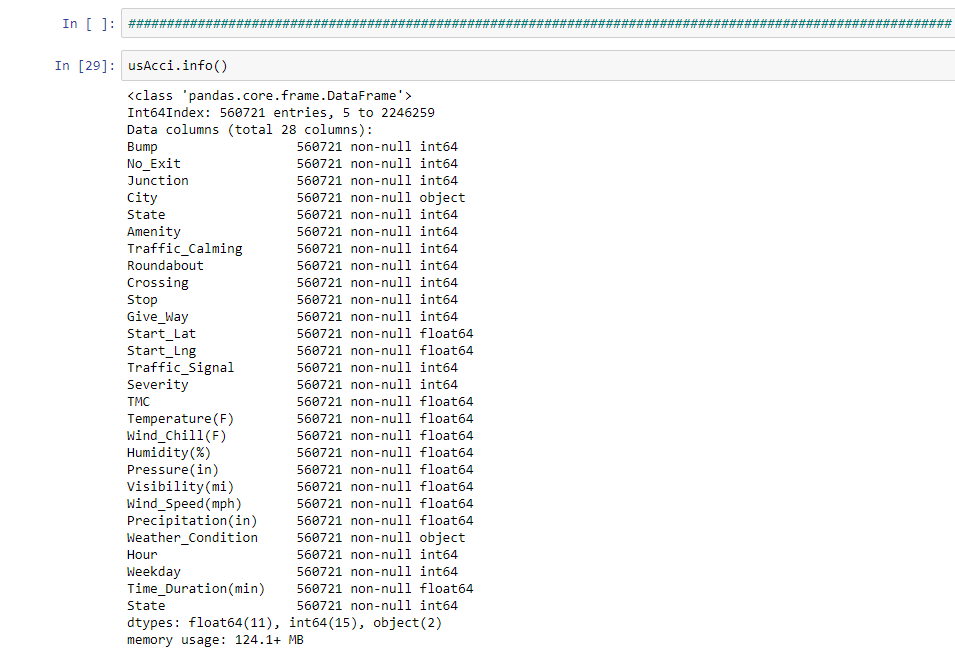 In [ ]: ###########################################################################################################
In [29]: usAcci.info()
<class 'pandas.core.frame.DataFrame'>
Int64Index: 560721 entries, 5 to 2246259
Data columns (total 28 columns):
Bump                  560721 non-null int64
No_Exit               560721 non-null int64
Junction              560721 non-null int64
City                  560721 non-null object
State                 560721 non-null int64
Amenity               560721 non-null int64
Traffic_Calming       560721 non-null int64
Roundabout            560721 non-null int64
Crossing              560721 non-null int64
Stop                  560721 non-null int64
Give_Way              560721 non-null int64
Start_Lat             560721 non-null float64
Start_Lng             560721 non-null float64
Traffic_Signal        560721 non-null int64
Severity              560721 non-null int64
TMC                   560721 non-null float64
Temperature(F)        560721 non-null float64
Wind_Chill(F)         560721 non-null float64
Humidity(%)           560721 non-null float64
Pressure(in)          560721 non-null float64
Visibility(mi)        560721 non-null float64
Wind_Speed(mph)       560721 non-null float64
Precipitation(in)     560721 non-null float64
Weather_Condition     560721 non-null object
Hour                  560721 non-null int64
Weekday               560721 non-null int64
Time_Duration(min)    560721 non-null float64
State                 560721 non-null int64
dtypes: float64(11), int64(15), object(2)
memory usage: 124.1+ MB